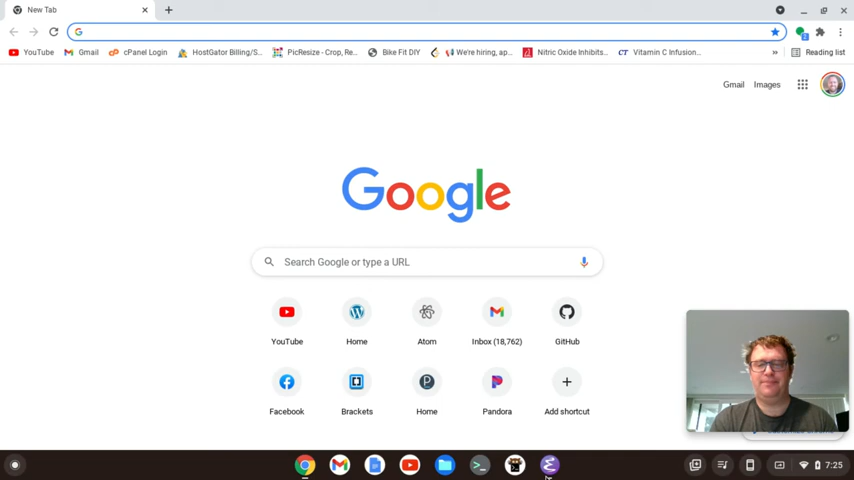 New Tab
YouTube
Gmail
cPanel Login
HostGator Billing/S...
PicResize - Crop, Re...
Bike Fit DIY
We're hiring, ap...
Nitric Oxide Inhibits...
CT Vitamin C Infusion...
»
Reading list
Gmail Images
Google
Search Google or type a URL
YouTube
Home
Atom
Inbox (18,762)
GitHub
Facebook
Brackets
Home
Pandora
Add shortcut
7:25